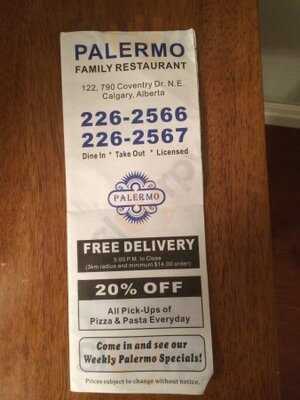 PALERMO
FAMILY RESTAURANT
122, 790 Coventry Dr. N.E.
Calgary, Alberta
226-2566
226-2567
Dine In * Take Out * Licensed
PALERMO
FREE DELIVERY
5:00 P.M. to Close
(3km radius and minimum $14.00 order)
20% OFF
All Pick-Ups of
Pizza & Pasta Everyday
Come in and see our
Weekly Palermo Specials!
Prices subject to change without notice.